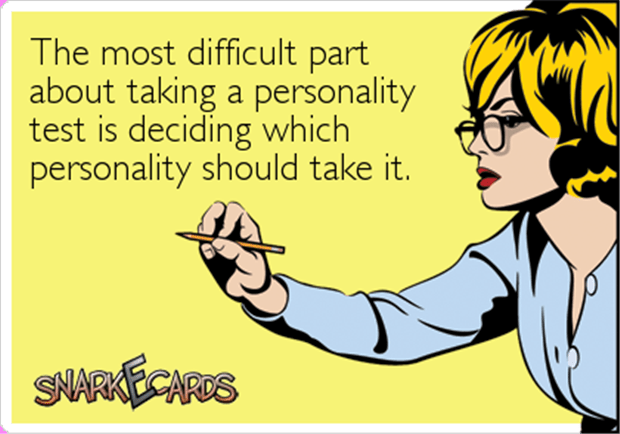 The most difficult part
about taking a personality
test is deciding which
personality should take it.
SNARKECARDS